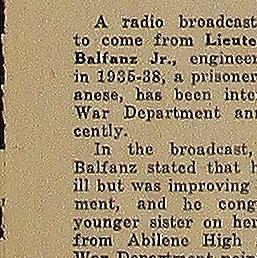 A radio broadcast
to come from Lieute
Balfanz Jr., engineer
in 1935-38, a prisoner
anese, has been inte
War Department an
cently.
In the broadcast,
Balfanz stated that h
ill but was improving
ment, and he cong
younger sister on her
from Abilene High
War Department